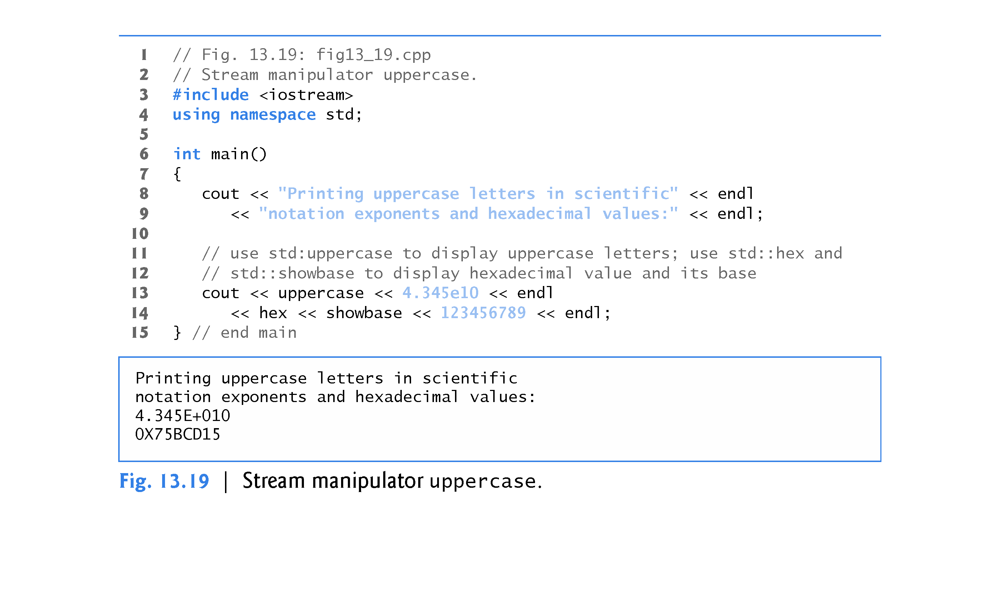 1 // Fig. 13.19: fig13_19.cpp
2 // Stream manipulator uppercase.
3 #include <iostream>
4 using namespace std;
5
6 int main()
7 {
8 cout << "Printing uppercase letters in scientific" << endl
9 << "notation exponents and hexadecimal values:" << endl;
10
11 // use std:uppercase to display uppercase letters; use std::hex and
12 // std::showbase to display hexadecimal value and its base
13 cout << uppercase << 4.345e10 << endl
14 << hex << showbase << 123456789 << endl;
15 } // end main
Printing uppercase letters in scientific
notation exponents and hexadecimal values:
4.345E+010
0X75BCD15
Fig. 13.19 | Stream manipulator uppercase.